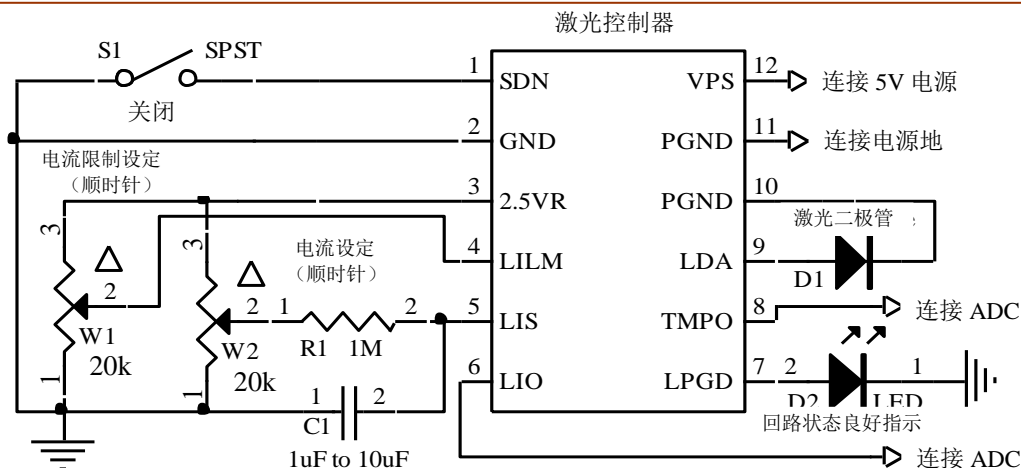 激光控制器
S1 SPST
关闭
1 SDN
2 GND
3 2.5VR
4 LILM
5 LIS
6 LIO
VPS 12 连接 5V 电源
PGND 11 连接电源地
PGND 10
激光二极管
LDA 9
D1
TMPO 8 连接 ADC
LPGD 7 2 1
D2 LED
回路状态良好指示
连接 ADC
电流限制设定
（顺时针）
3
2
W1
20k
1
3
电流设定
（顺时针）
2 1 2
W2 R1 1M
20k
1
1 2
C1
1uF to 10uF